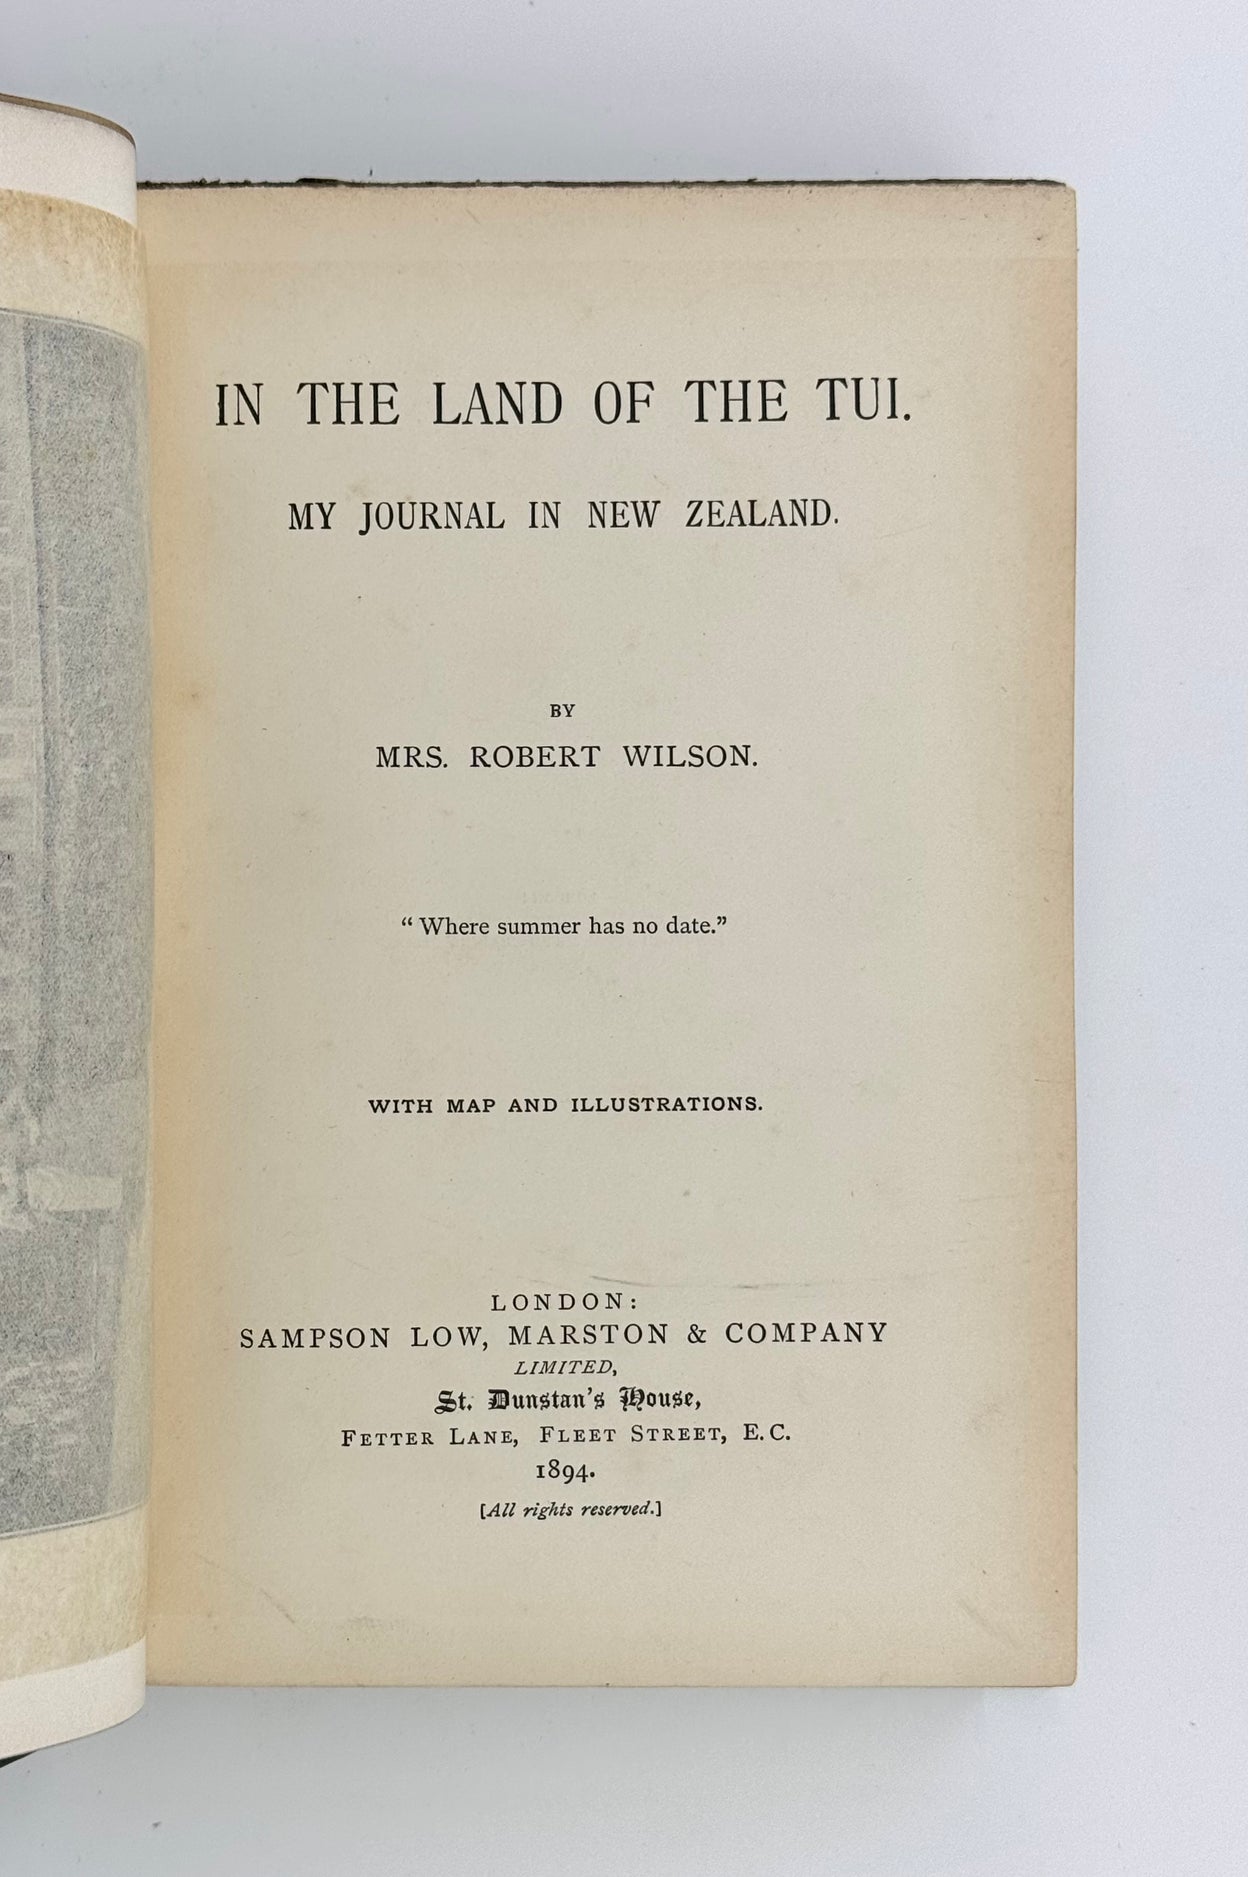 IN THE LAND OF THE TUI.
MY JOURNAL IN NEW ZEALAND.
BY
MRS. ROBERT WILSON.
“Where summer has no date.”
WITH MAP AND ILLUSTRATIONS.
LONDON:
SAMPSON LOW, MARSTON & COMPANY
LIMITED,
St. Dunstan's House,
FETTER LANE, FLEET STREET, E.C.
1894.
[All rights reserved.]